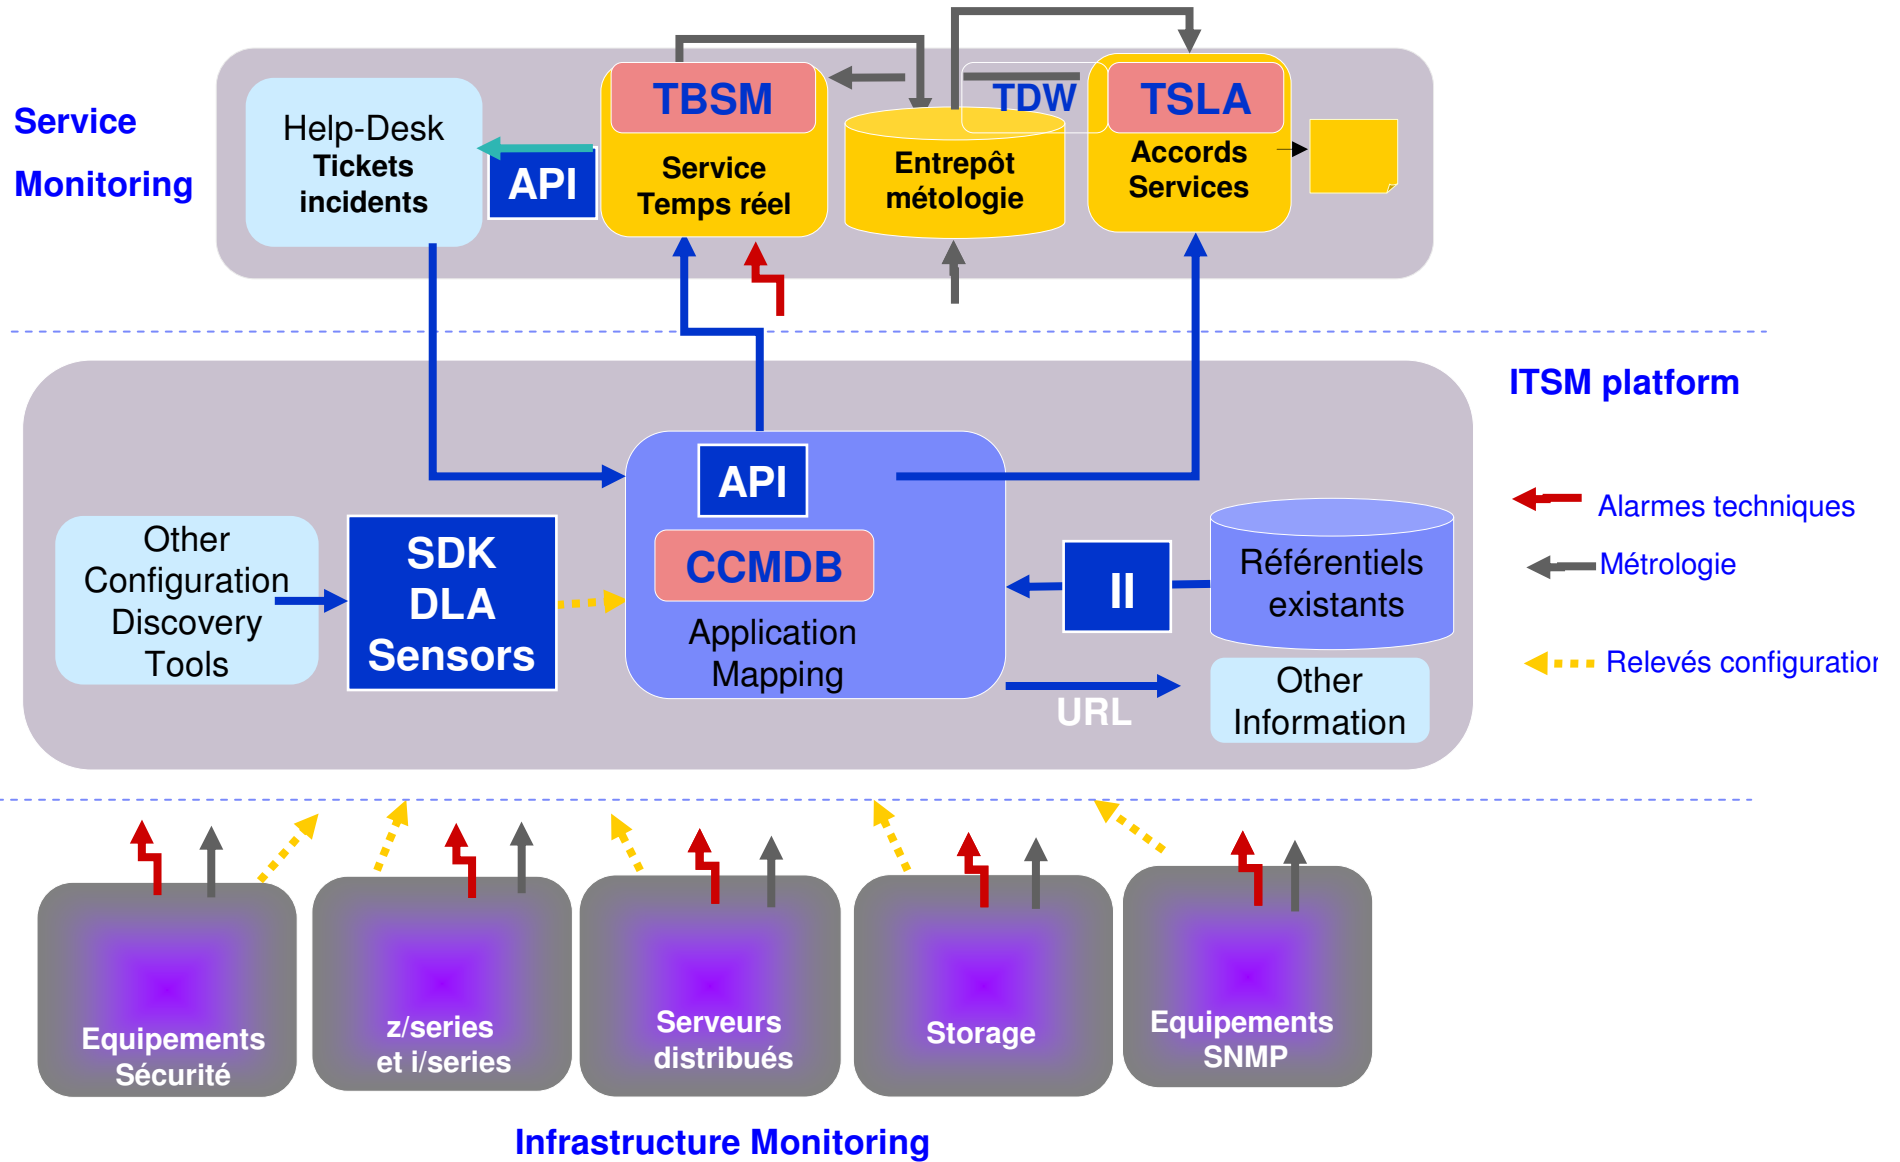 Service
Monitoring
Help-Desk
Tickets
incidents
API
TBSM
Service
Temps réel
TDW
Entrepôt
métologie
TSLA
Accords
Services
ITSM platform
Other
Configuration
Discovery
Tools
SDK
DLA
Sensors
API
CCMDB
Application
Mapping
II
URL
Référentiels
existants
Other
Information
Alarmes techniques
Métrologie
Relevés configuration
Equipements
Sécurité
z/series
et i/series
Serveurs
distribués
Storage
Equipements
SNMP
Infrastructure Monitoring